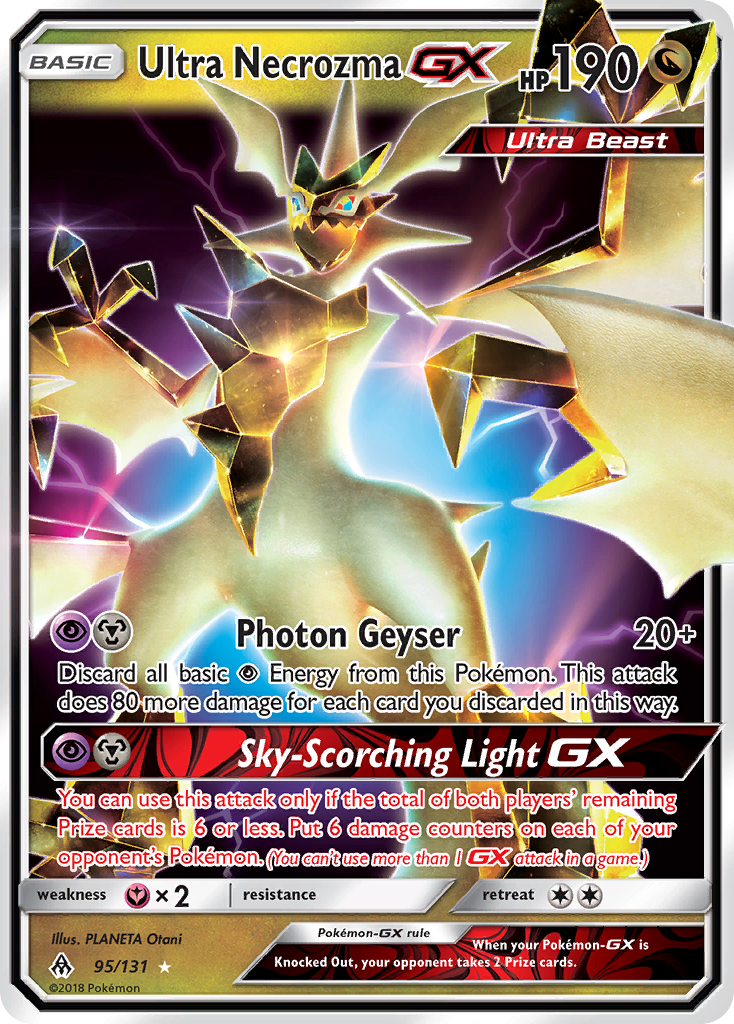 BASIC Ultra Necrozma GX HP 190
Ultra Beast
Photon Geyser 20+
Discard all basic Energy from this Pokémon. This attack
does 80 more damage for each card you discarded in this way.
Sky-Scorching Light GX
You can use this attack only if the total of both players' remaining
Prize cards is 6 or less. Put 6 damage counters on each of your
opponent's Pokémon. (You can't use more than 1 GX attack in a game.)
weakness ×2 resistance retreat
Illus. PLANETA Otani
95/131
©2018 Pokémon
Pokémon-GX rule
When your Pokémon-GX is
Knocked Out, your opponent takes 2 Prize cards.